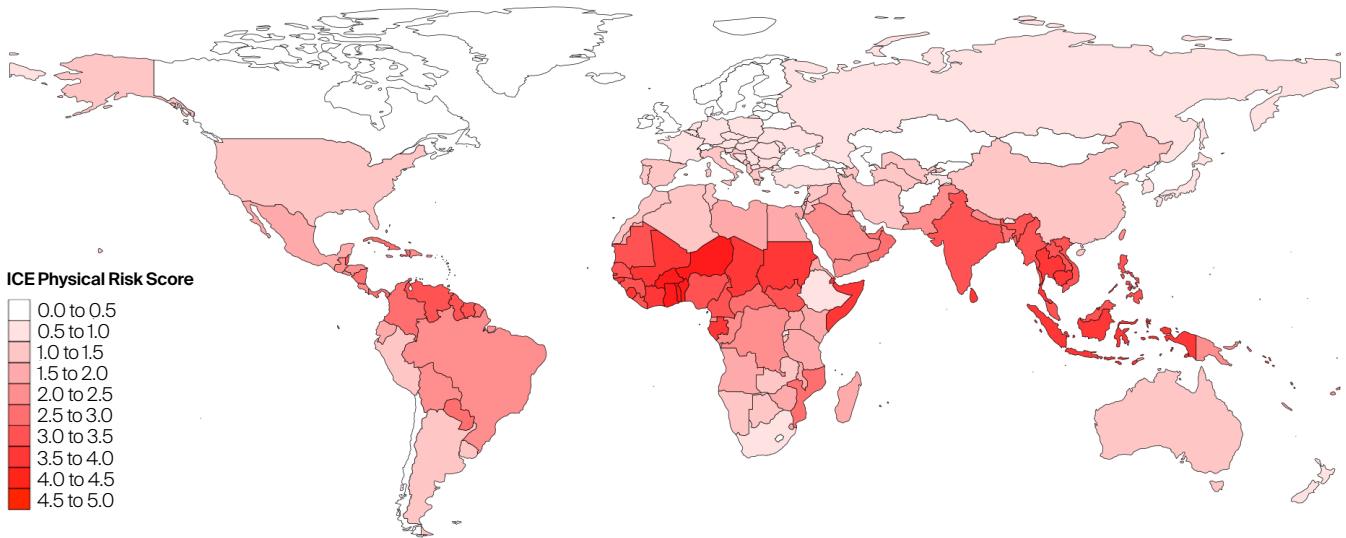 ICE Physical Risk Score
0.0 to 0.5
0.5 to 1.0
1.0 to 1.5
1.5 to 2.0
2.0 to 2.5
2.5 to 3.0
3.0 to 3.5
3.5 to 4.0
4.0 to 4.5
4.5 to 5.0